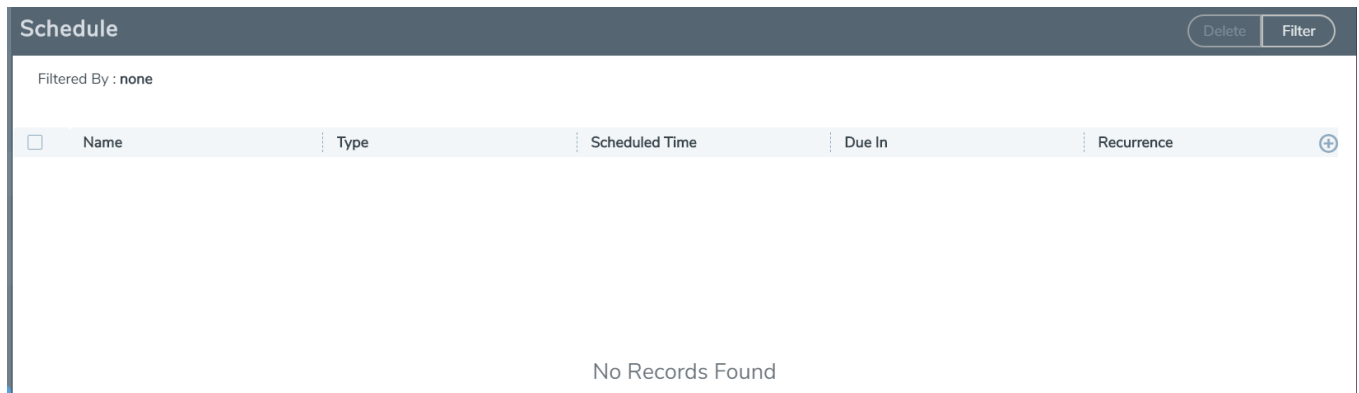 Schedule
Delete Filter
Filtered By : none
Name Type Scheduled Time Due In Recurrence
No Records Found